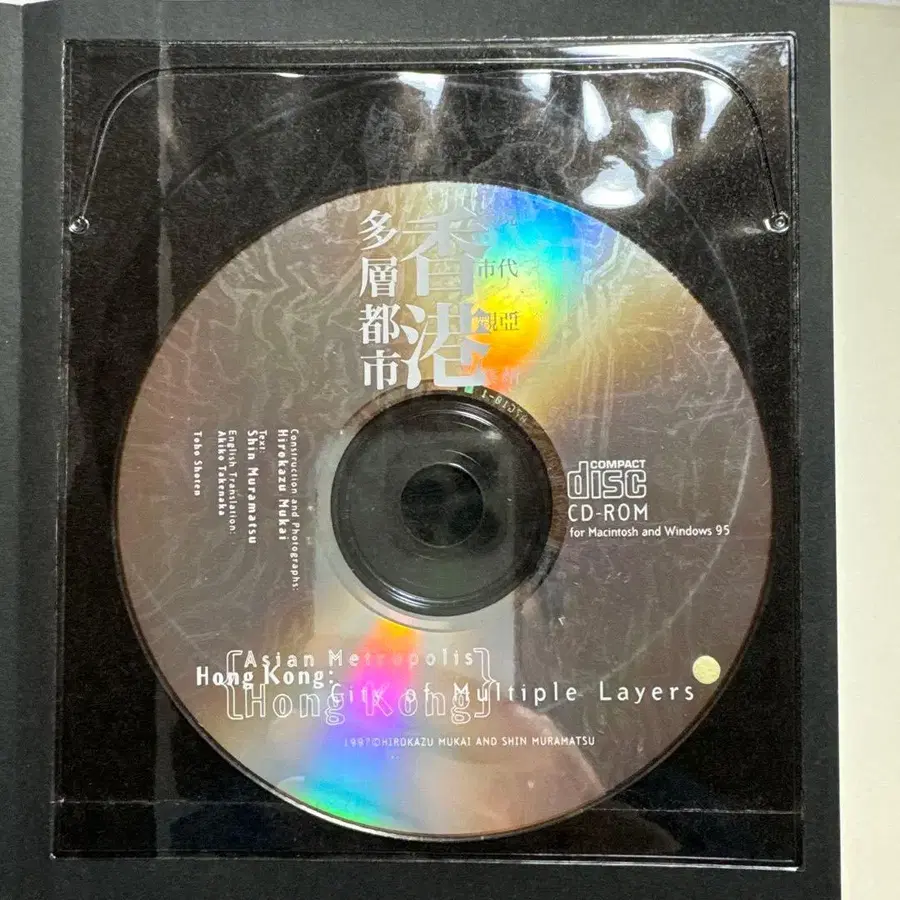 香港
多層都市
市代
亞
Construction and Photographs:
Hirokazu Mukai
Text:
Shin Muramatsu
English Translation:
Akiko Takenaka
Toho Shoten
COMPACT
disc
CD-ROM
for Macintosh and Windows 95
[Asian Metropolis
Hong Kong:
City of Multiple Layers
Hong Kong]
1997©HIROKAZU MUKAI AND SHIN MURAMATSU